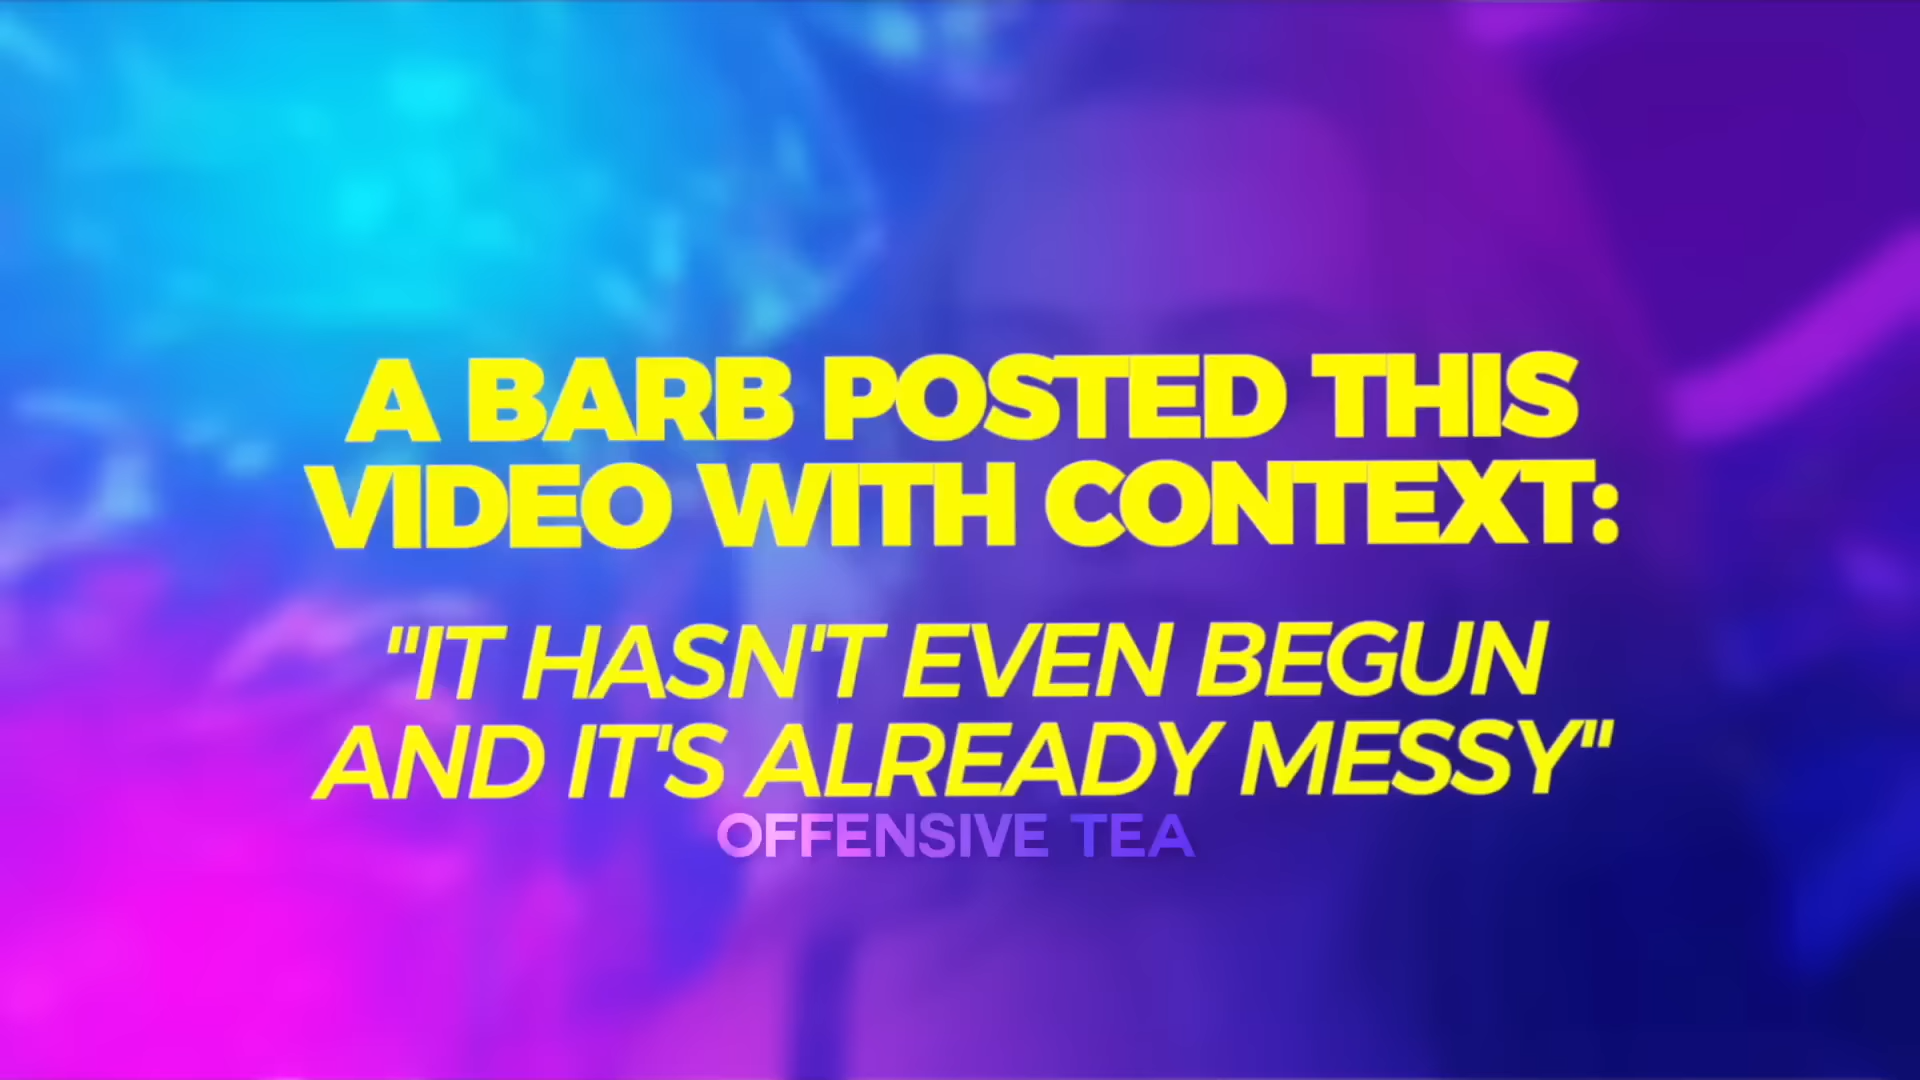 A BARB POSTED THIS
VIDEO WITH CONTEXT:
"IT HASN'T EVEN BEGUN
AND IT'S ALREADY MESSY"
OFFENSIVE TEA